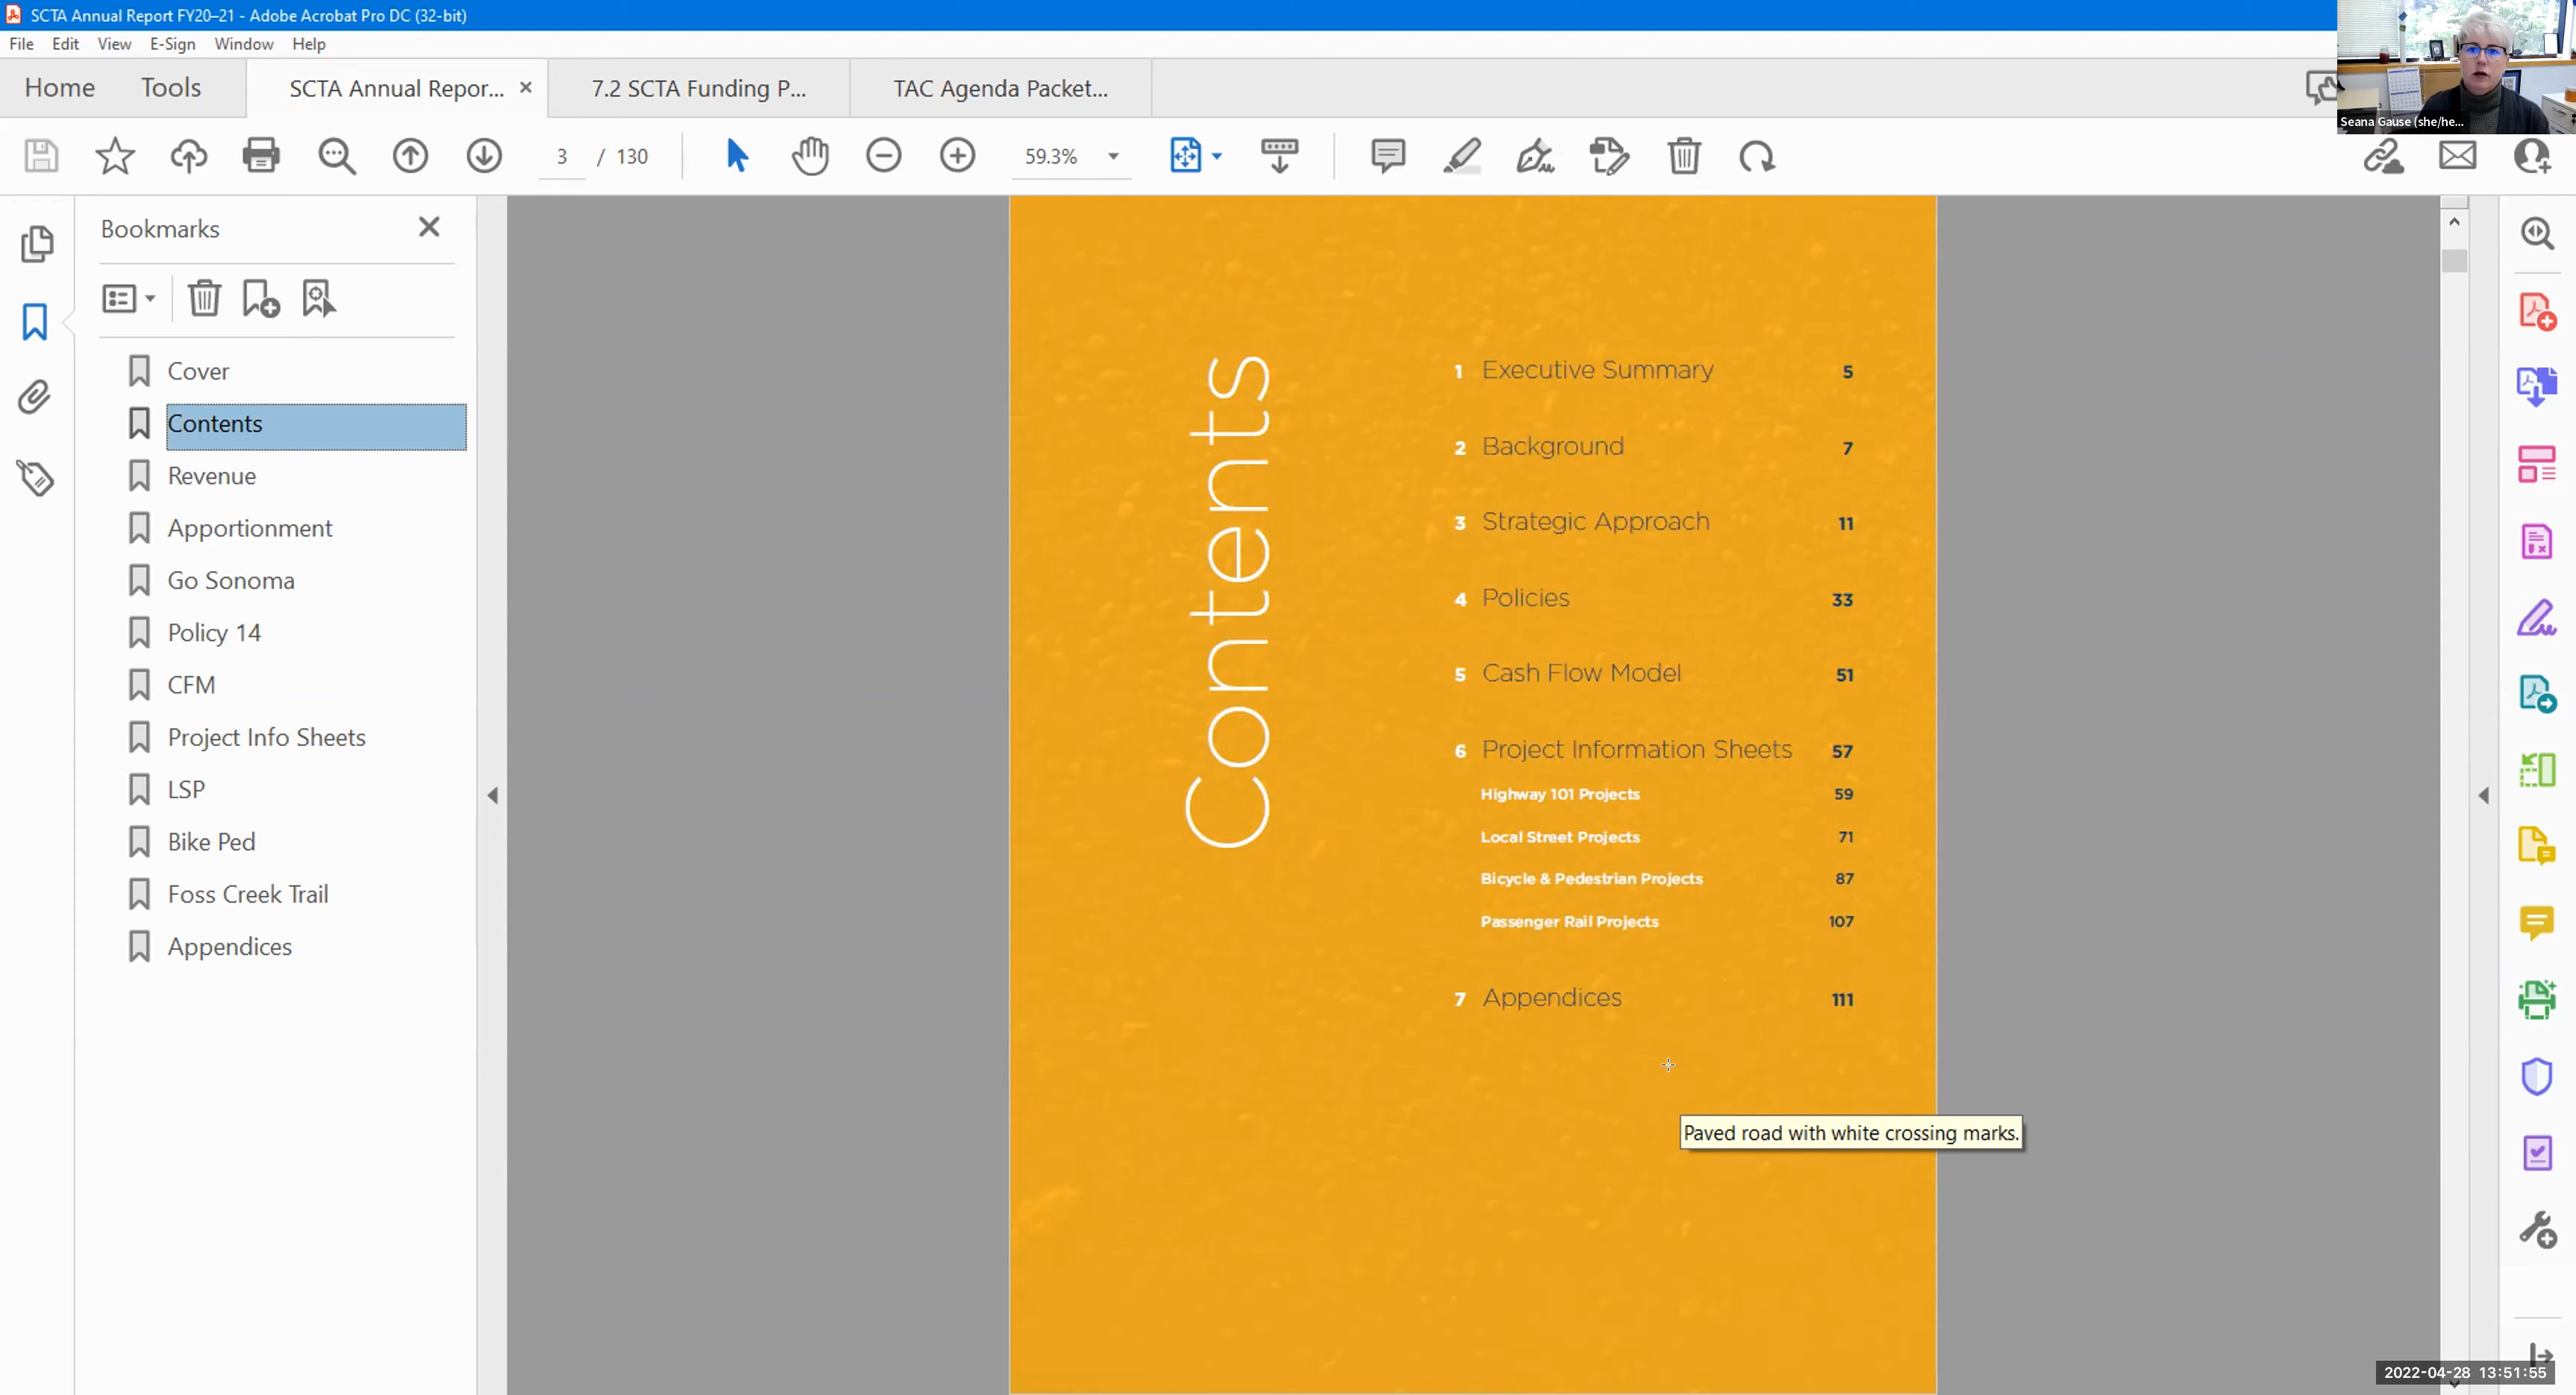 SCTA Annual Report FY20–21 - Adobe Acrobat Pro DC (32-bit)
File Edit View E-Sign Window Help
Home Tools SCTA Annual Repor... × 7.2 SCTA Funding P... TAC Agenda Packet...
Seana Gause (she/he...
3 / 130 59.3%
Bookmarks
Cover
Contents
Revenue
Apportionment
Go Sonoma
Policy 14
CFM
Project Info Sheets
LSP
Bike Ped
Foss Creek Trail
Appendices
Contents
1 Executive Summary 5
2 Background 7
3 Strategic Approach 11
4 Policies 33
5 Cash Flow Model 51
6 Project Information Sheets 57
Highway 101 Projects 59
Local Street Projects 71
Bicycle & Pedestrian Projects 87
Passenger Rail Projects 107
7 Appendices 111
Paved road with white crossing marks.
2022-04-28 13:51:55